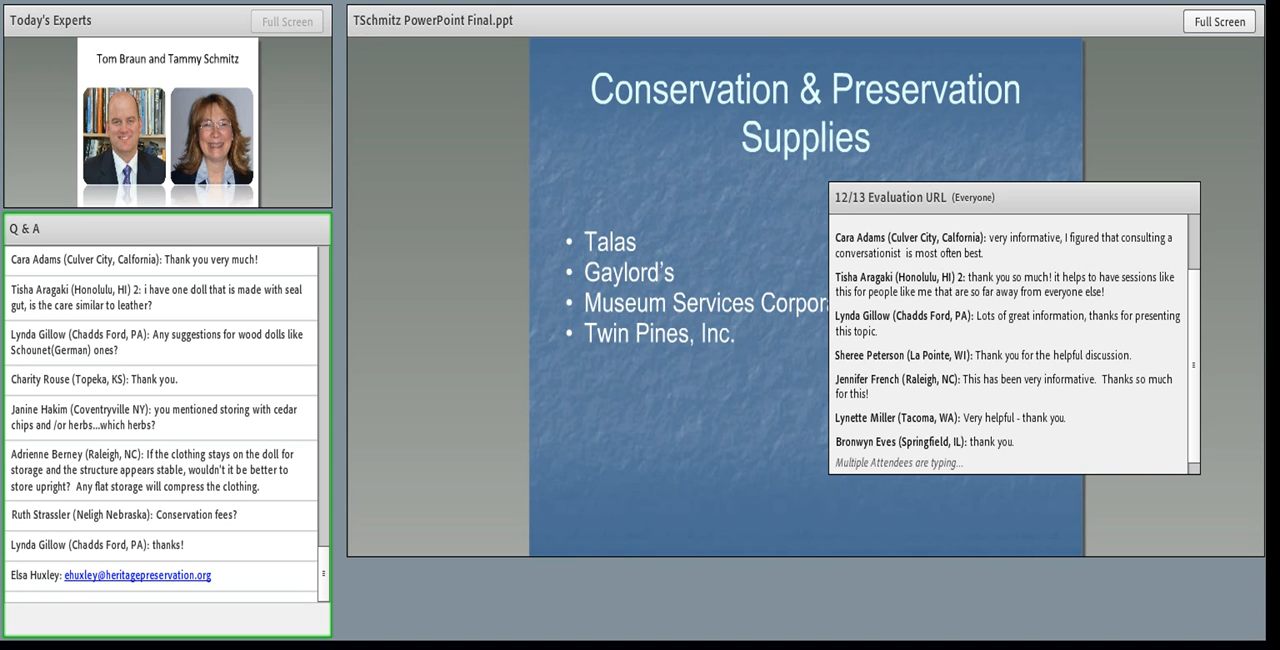 Today's Experts
Full Screen
Tom Braun and Tammy Schmitz
Q & A
Cara Adams (Culver City, Calfornia): Thank you very much!
Tisha Aragaki (Honolulu, HI) 2: i have one doll that is made with seal
gut, is the care similar to leather?
Lynda Gillow (Chadds Ford, PA): Any suggestions for wood dolls like
Schounet(German) ones?
Charity Rouse (Topeka, KS): Thank you.
Janine Hakim (Coventryville NY): you mentioned storing with cedar
chips and /or herbs...which herbs?
Adrienne Berney (Raleigh, NC): If the clothing stays on the doll for
storage and the structure appears stable, wouldn't it be better to
store upright?  Any flat storage will compress the clothing.
Ruth Strassler (Neligh Nebraska): Conservation fees?
Lynda Gillow (Chadds Ford, PA): thanks!
Elsa Huxley: ehuxley@heritagepreservation.org
TSchmitz PowerPoint Final.ppt
Full Screen
Conservation & Preservation
Supplies
• Talas
• Gaylord's
• Museum Services
• Twin Pines, Inc.
12/13 Evaluation URL (Everyone)
Cara Adams (Culver City, Calfornia): very informative, I figured that consulting a
conversationist  is most often best.
Tisha Aragaki (Honolulu, HI) 2: thank you so much! it helps to have sessions like
this for people like me that are so far away from everyone else!
Lynda Gillow (Chadds Ford, PA): Lots of great information, thanks for presenting
this topic.
Sheree Peterson (La Pointe, WI): Thank you for the helpful discussion.
Jennifer French (Raleigh, NC): This has been very informative.  Thanks so much
for this!
Lynette Miller (Tacoma, WA): Very helpful - thank you.
Bronwyn Eves (Springfield, IL): thank you.
Multiple Attendees are typing...